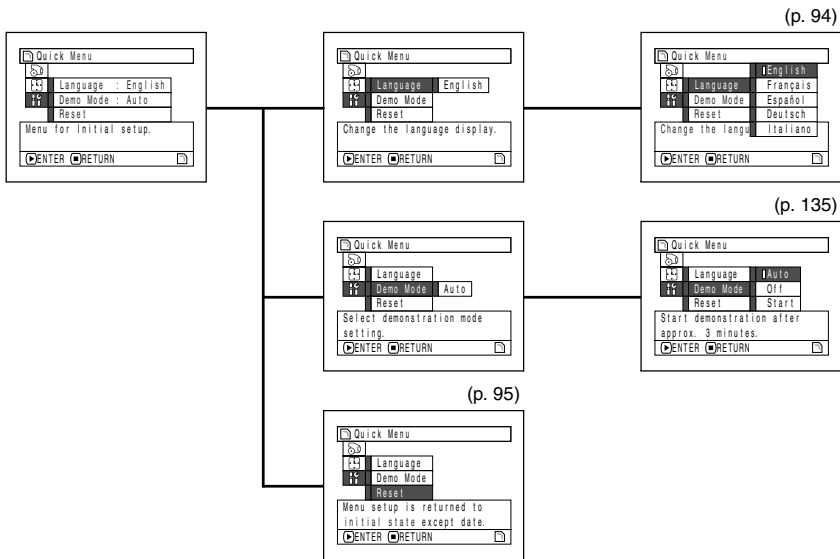 (p. 94)
Quick Menu
Language : English
Demo Mode : Auto
Reset
Menu for Initial setup.
ENTER RETURN
Quick Menu
Language English
Demo Mode
Reset
Change the language display.
ENTER RETURN
Quick Menu
English
Language Français
Demo Mode Español
Reset Deutsch
Change the langu Italiano
ENTER RETURN
(p. 135)
Quick Menu
Language
Demo Mode Auto
Reset
Select demonstration mode
setting.
ENTER RETURN
Quick Menu
Language Auto
Demo Mode Off
Reset Start
Start demonstration after
approx. 3 minutes.
ENTER RETURN
(p. 95)
Quick Menu
Language
Demo Mode
Reset
Menu setup is returned to
initial state except date.
ENTER RETURN